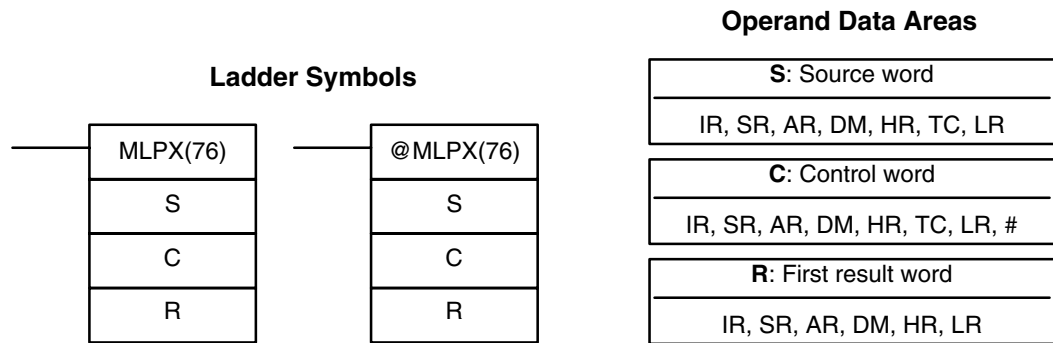 Ladder Symbols
MLPX(76)
S
C
R
@MLPX(76)
S
C
R
Operand Data Areas
S: Source word
IR, SR, AR, DM, HR, TC, LR
C: Control word
IR, SR, AR, DM, HR, TC, LR, #
R: First result word
IR, SR, AR, DM, HR, LR